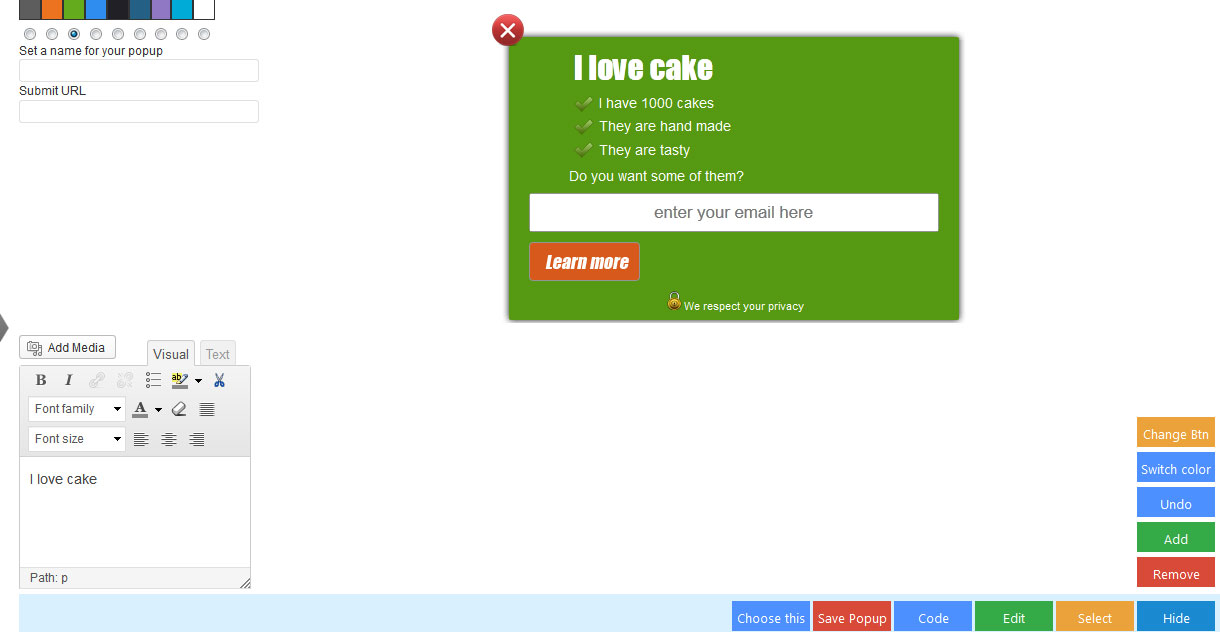 Set a name for your popup
Submit URL
I love cake
I have 1000 cakes
They are hand made
They are tasty
Do you want some of them?
enter your email here
Learn more
We respect your privacy
Add Media
Visual Text
B I ab
Font family A
Font size
I love cake
Path: p
Change Btn
Switch color
Undo
Add
Remove
Choose this Save Popup Code Edit Select Hide